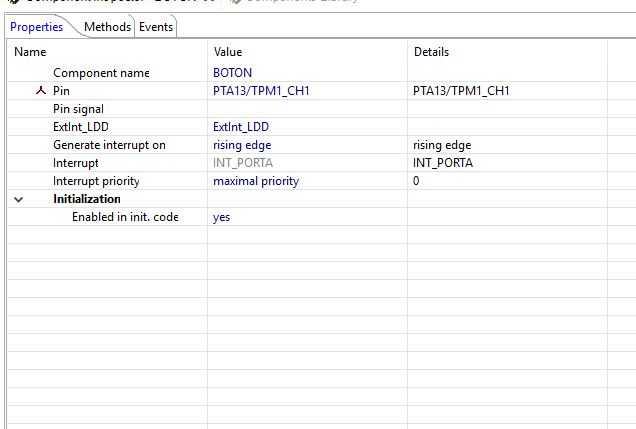 Properties Methods Events
Name Value Details
Component name BOTON
Pin PTA13/TPM1_CH1 PTA13/TPM1_CH1
Pin signal
ExtInt_LDD ExtInt_LDD
Generate interrupt on rising edge rising edge
Interrupt INT_PORTA INT_PORTA
Interrupt priority maximal priority 0
Initialization
Enabled in init. code yes